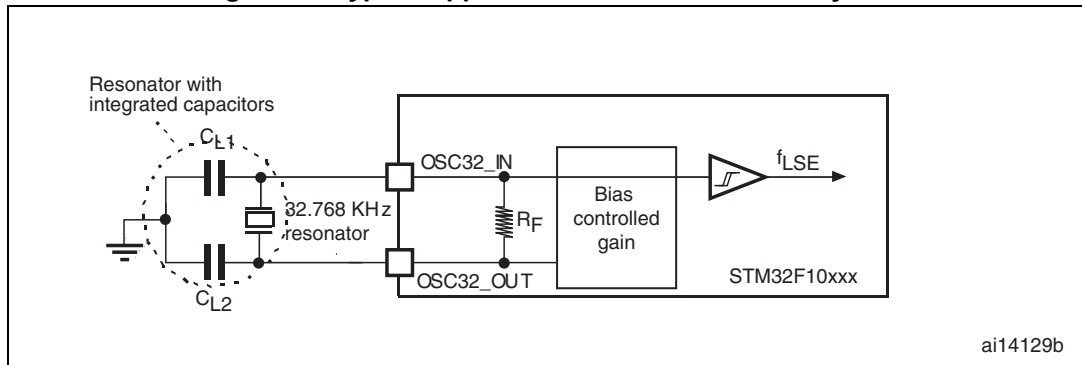 Resonator with
integrated capacitors
CL1
OSC32_IN
fLSE
32.768 KHz
resonator
RF
Bias
controlled
gain
OSC32_OUT
STM32F10xxx
CL2
ai14129b